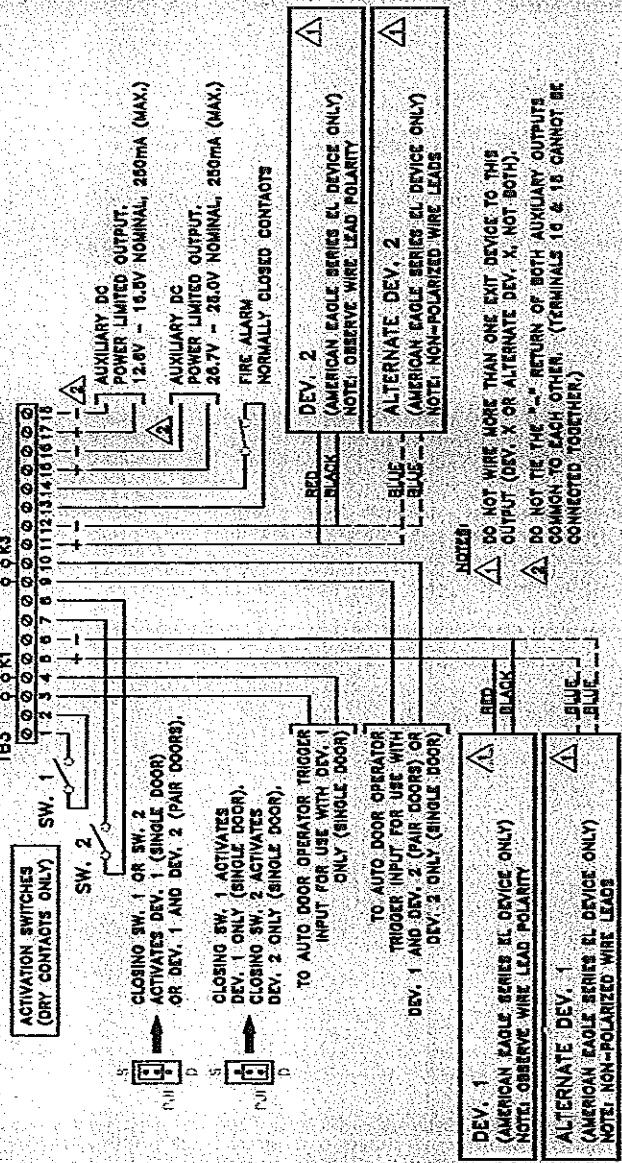 TB3
K1
K3
1 2 3 4 5 6 7 8 9 10 11 12 13 14 15 16 17 18
+ - + - + - + -
ACTIVATION SWITCHES
(DRY CONTACTS ONLY)
SW. 1
SW. 2
S
D
CLOSING SW. 1 OR SW. 2
ACTIVATES DEV. 1 (SINGLE DOOR)
OR DEV. 1 AND DEV. 2 (PAIR DOORS).
S
D
CLOSING SW. 1 ACTIVATES
DEV. 1 ONLY (SINGLE DOOR).
CLOSING SW. 2 ACTIVATES
DEV. 2 ONLY (SINGLE DOOR).
TO AUTO DOOR OPERATOR TRIGGER
INPUT FOR USE WITH DEV. 1
ONLY (SINGLE DOOR)
TO AUTO DOOR OPERATOR
TRIGGER INPUT FOR USE WITH
DEV. 1 AND DEV. 2 (PAIR DOORS) OR
DEV. 2 ONLY (SINGLE DOOR)
DEV. 1
(AMERICAN EAGLE SERIES EL DEVICE ONLY)
NOTE: OBSERVE WIRE LEAD POLARITY
1
RED
BLACK
ALTERNATE DEV. 1
(AMERICAN EAGLE SERIES EL DEVICE ONLY)
NOTE: NON-POLARIZED WIRE LEADS
1
BLUE
BLUE
2
AUXILIARY DC
POWER LIMITED OUTPUT,
12.6V - 16.5V NOMINAL, 250mA (MAX.)
2
AUXILIARY DC
POWER LIMITED OUTPUT,
26.7V - 28.0V NOMINAL, 250mA (MAX.)
FIRE ALARM
NORMALLY CLOSED CONTACTS
RED
BLACK
DEV. 2
(AMERICAN EAGLE SERIES EL DEVICE ONLY)
NOTE: OBSERVE WIRE LEAD POLARITY
1
BLUE
BLUE
ALTERNATE DEV. 2
(AMERICAN EAGLE SERIES EL DEVICE ONLY)
NOTE: NON-POLARIZED WIRE LEADS
1
NOTES:
1 DO NOT WIRE MORE THAN ONE EXIT DEVICE TO THIS
OUTPUT (DEV. X OR ALTERNATE DEV. X, NOT BOTH).
2 DO NOT TIE THE "-" RETURN OF BOTH AUXILIARY OUTPUTS
COMMON TO EACH OTHER. (TERMINALS 16 & 18 CANNOT BE
CONNECTED TOGETHER.)